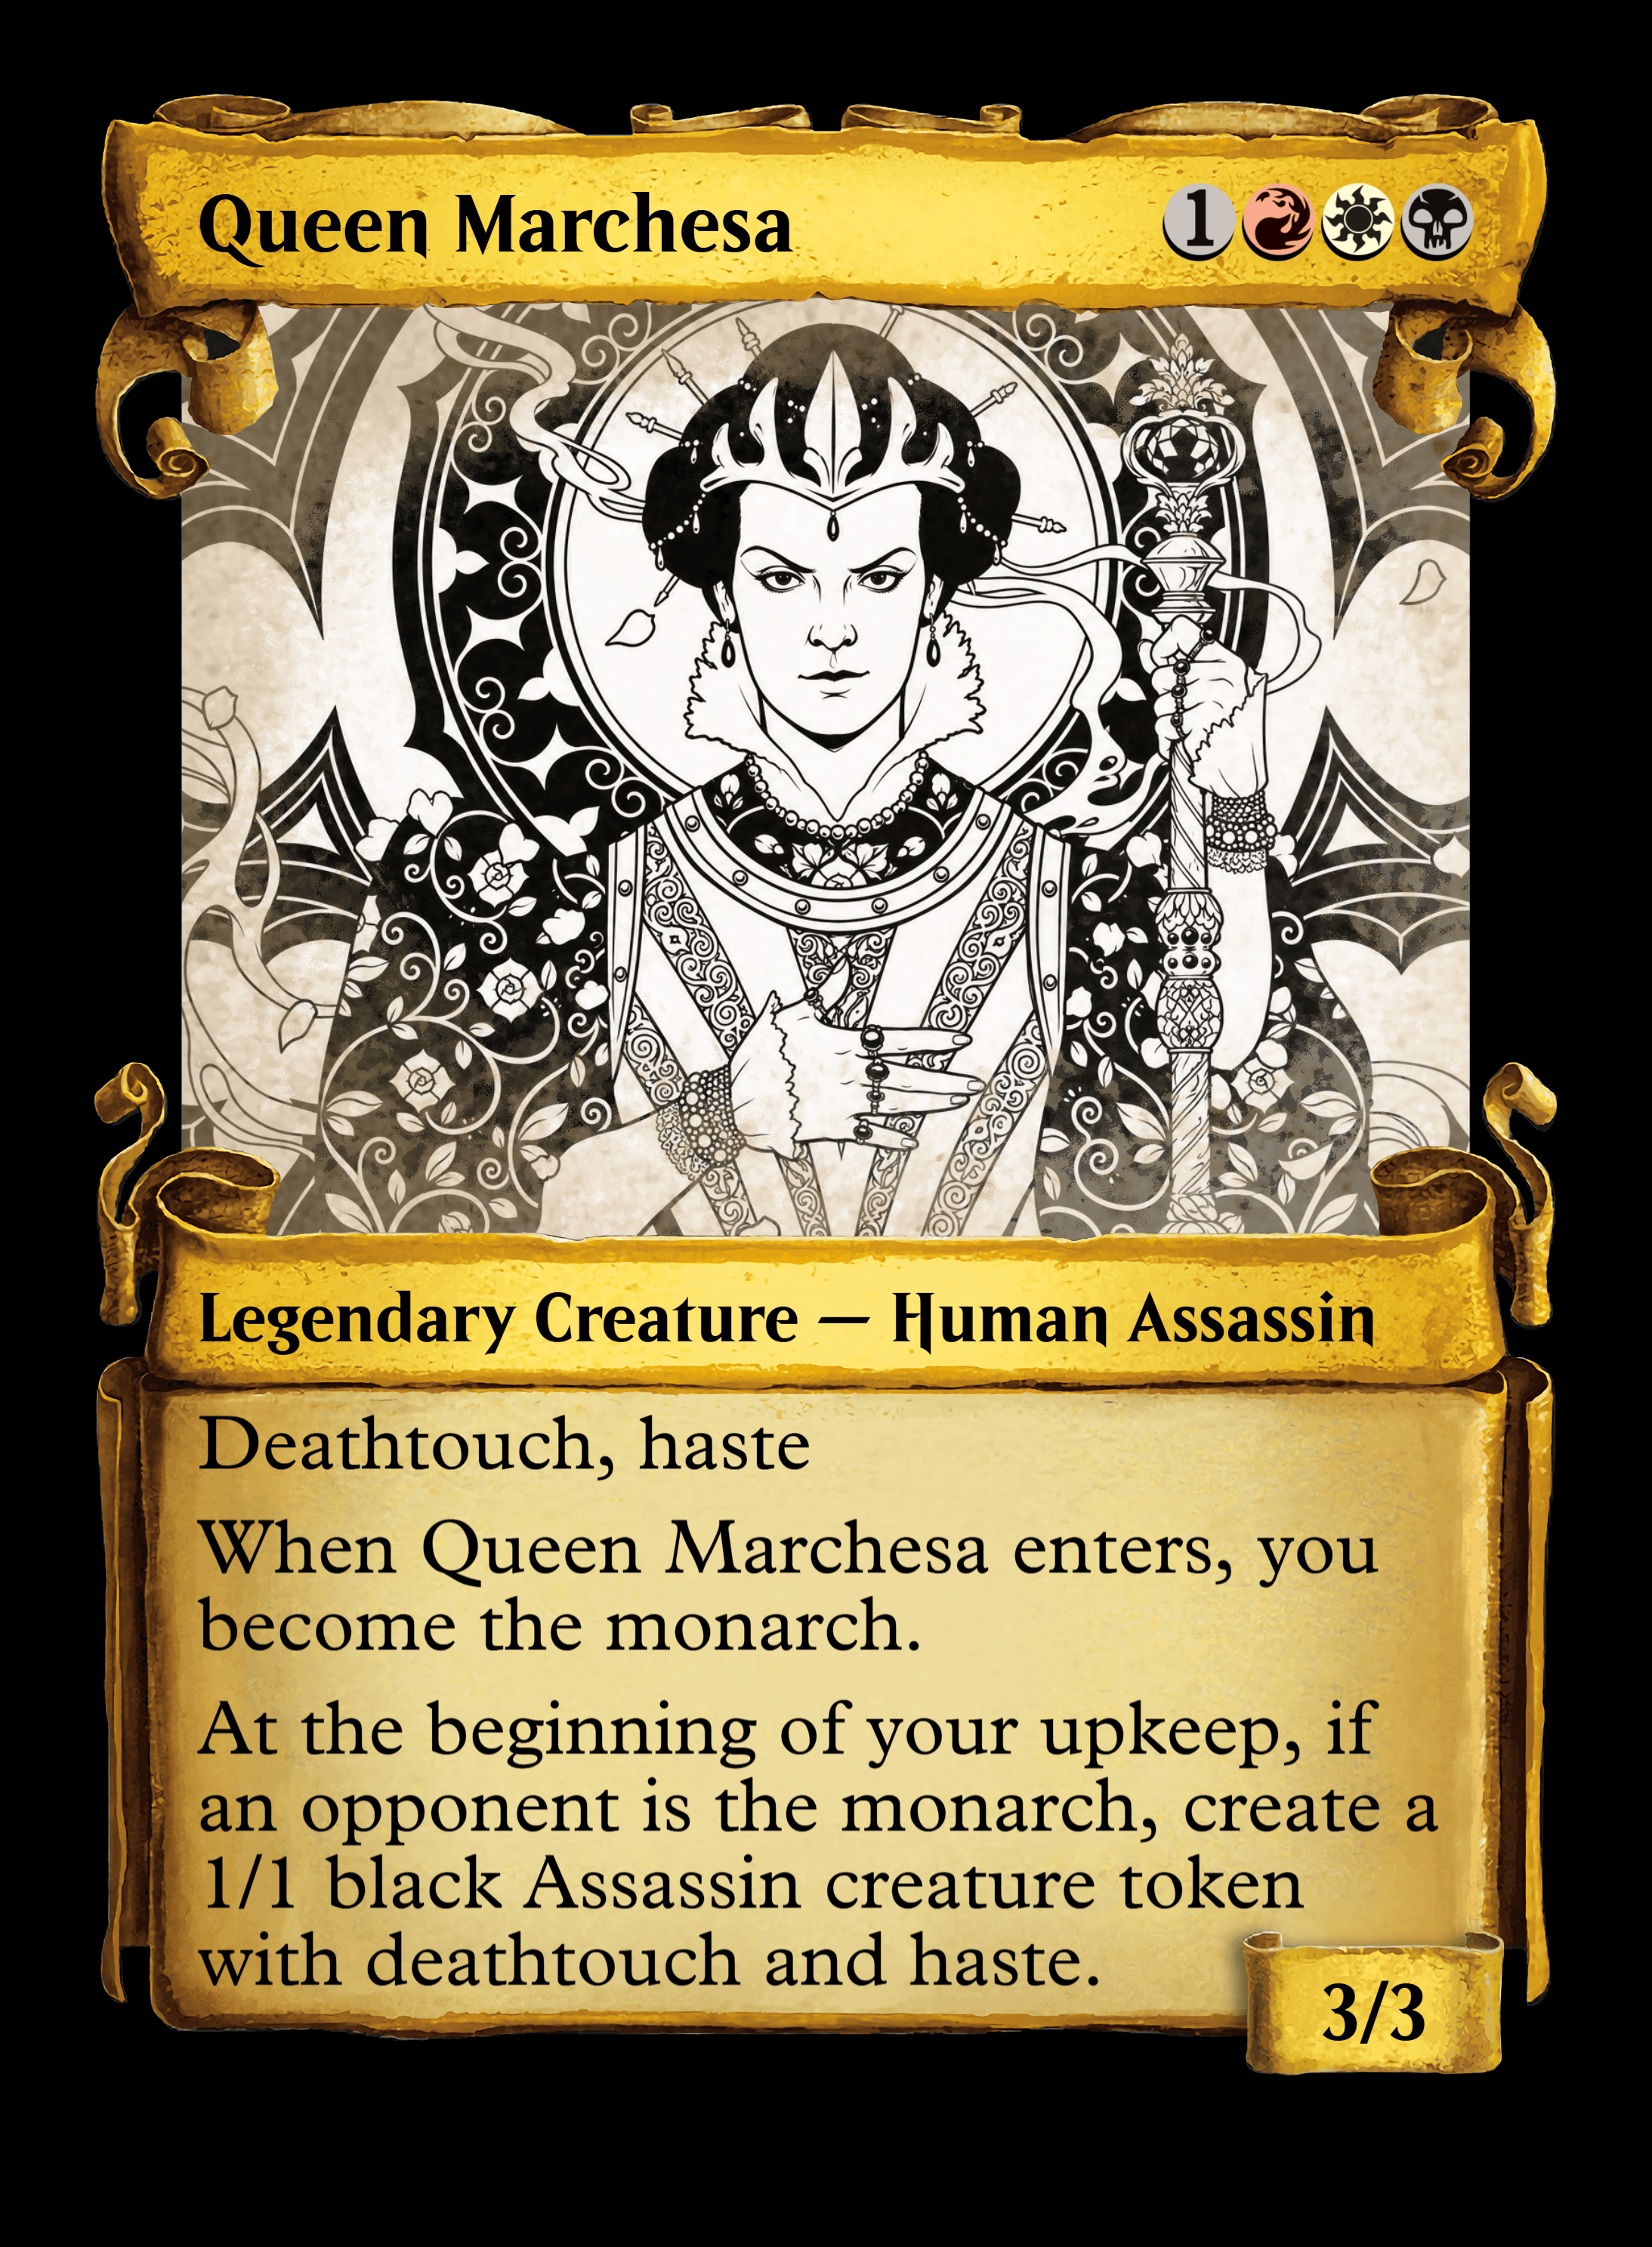 Queen Marchesa 1
Legendary Creature — Human Assassin
Deathtouch, haste
When Queen Marchesa enters, you
become the monarch.
At the beginning of your upkeep, if
an opponent is the monarch, create a
1/1 black Assassin creature token
with deathtouch and haste.
3/3